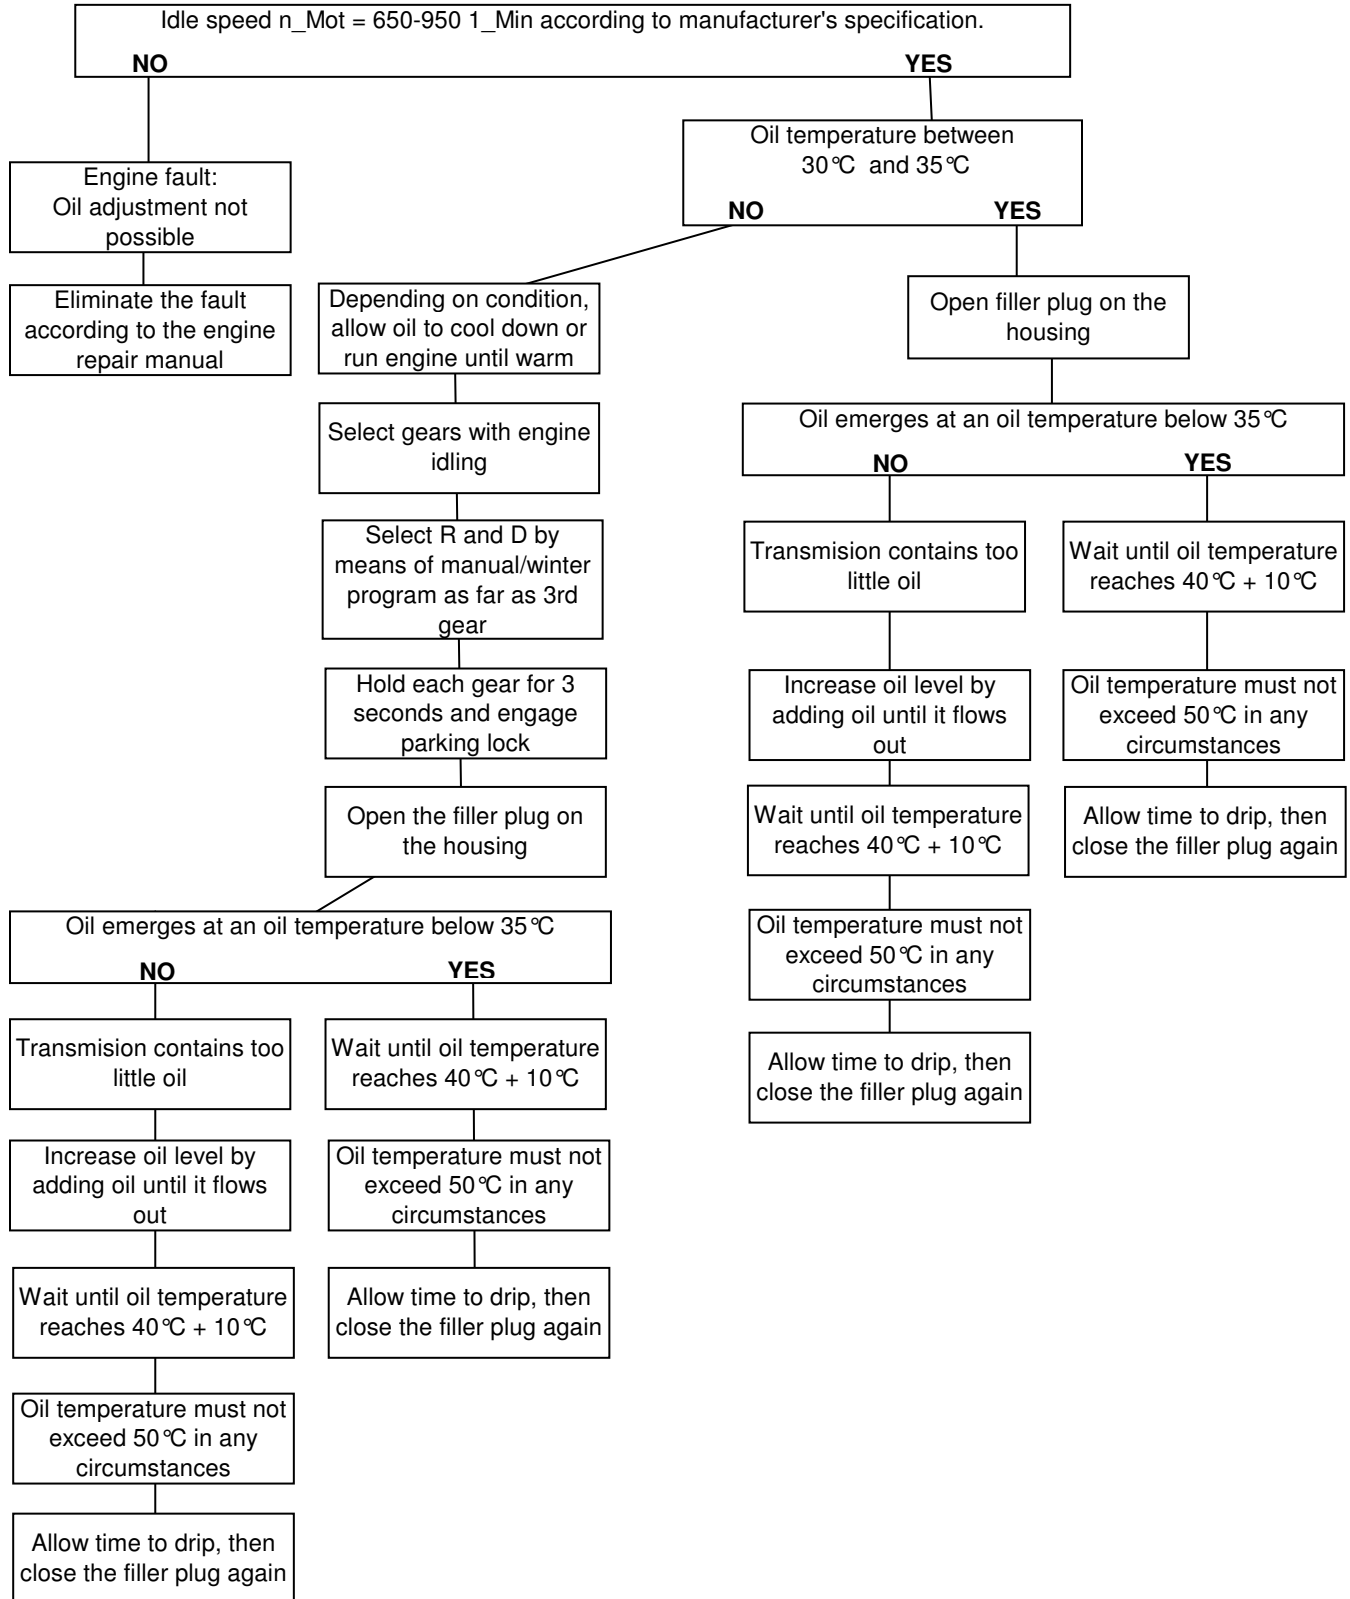 Idle speed n_Mot = 650-950 1_Min according to manufacturer's specification.
NO YES
Oil temperature between
30°C and 35°C
NO YES
Engine fault:
Oil adjustment not
possible
Eliminate the fault
according to the engine
repair manual
Depending on condition,
allow oil to cool down or
run engine until warm
Select gears with engine
idling
Select R and D by
means of manual/winter
program as far as 3rd
gear
Hold each gear for 3
seconds and engage
parking lock
Open the filler plug on
the housing
Oil emerges at an oil temperature below 35°C
NO YES
Transmision contains too
little oil
Increase oil level by
adding oil until it flows
out
Wait until oil temperature
reaches 40°C + 10°C
Oil temperature must not
exceed 50°C in any
circumstances
Allow time to drip, then
close the filler plug again
Wait until oil temperature
reaches 40°C + 10°C
Oil temperature must not
exceed 50°C in any
circumstances
Allow time to drip, then
close the filler plug again
Open filler plug on the
housing
Oil emerges at an oil temperature below 35°C
NO YES
Transmision contains too
little oil
Increase oil level by
adding oil until it flows
out
Wait until oil temperature
reaches 40°C + 10°C
Oil temperature must not
exceed 50°C in any
circumstances
Allow time to drip, then
close the filler plug again
Wait until oil temperature
reaches 40°C + 10°C
Oil temperature must not
exceed 50°C in any
circumstances
Allow time to drip, then
close the filler plug again